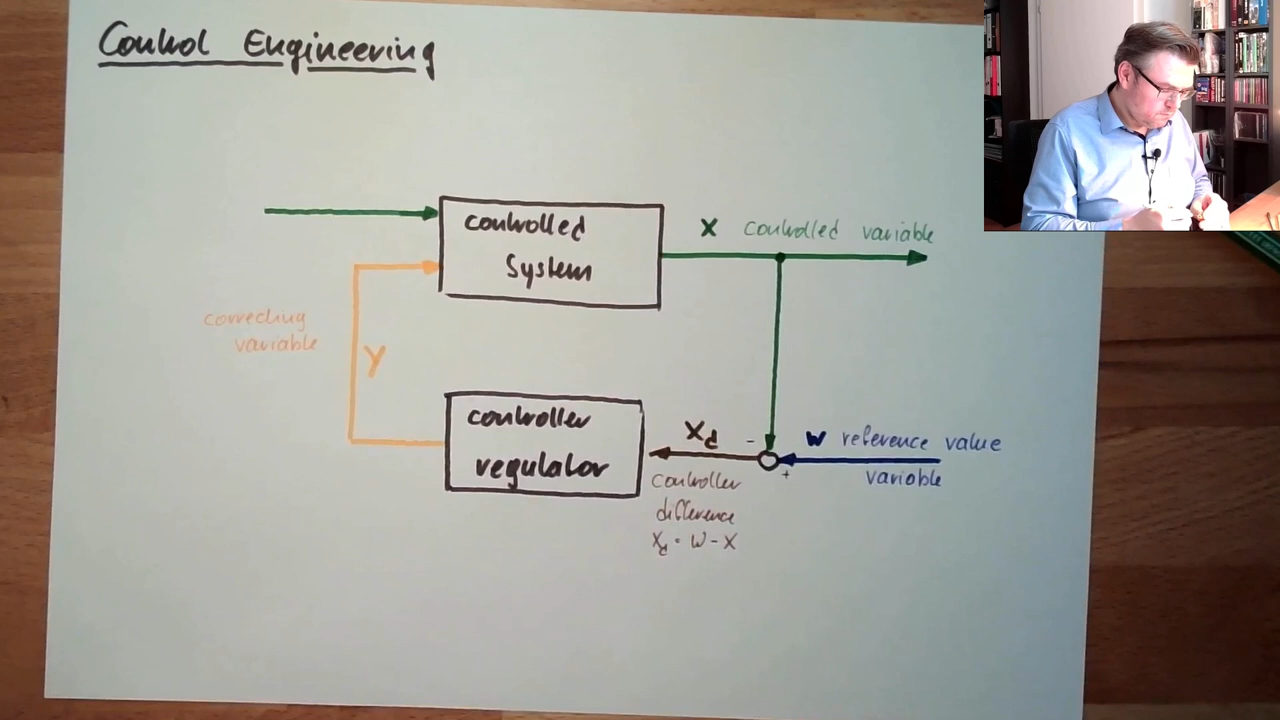 Control Engineering
controlled
System
X controlled variable
correcting
variable
Y
controller
regulator
Xd
-
W reference value
variable
+
controller
difference
Xd = W - X